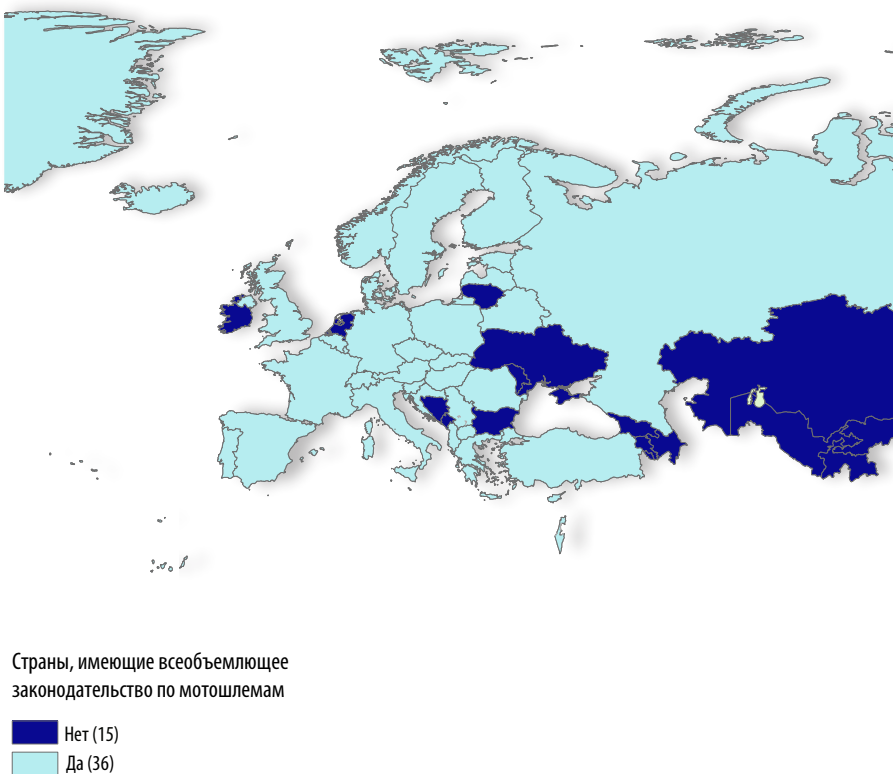 Страны, имеющие всеобъемлющее
законодательство по мотошлемам
Нет (15)
Да (36)